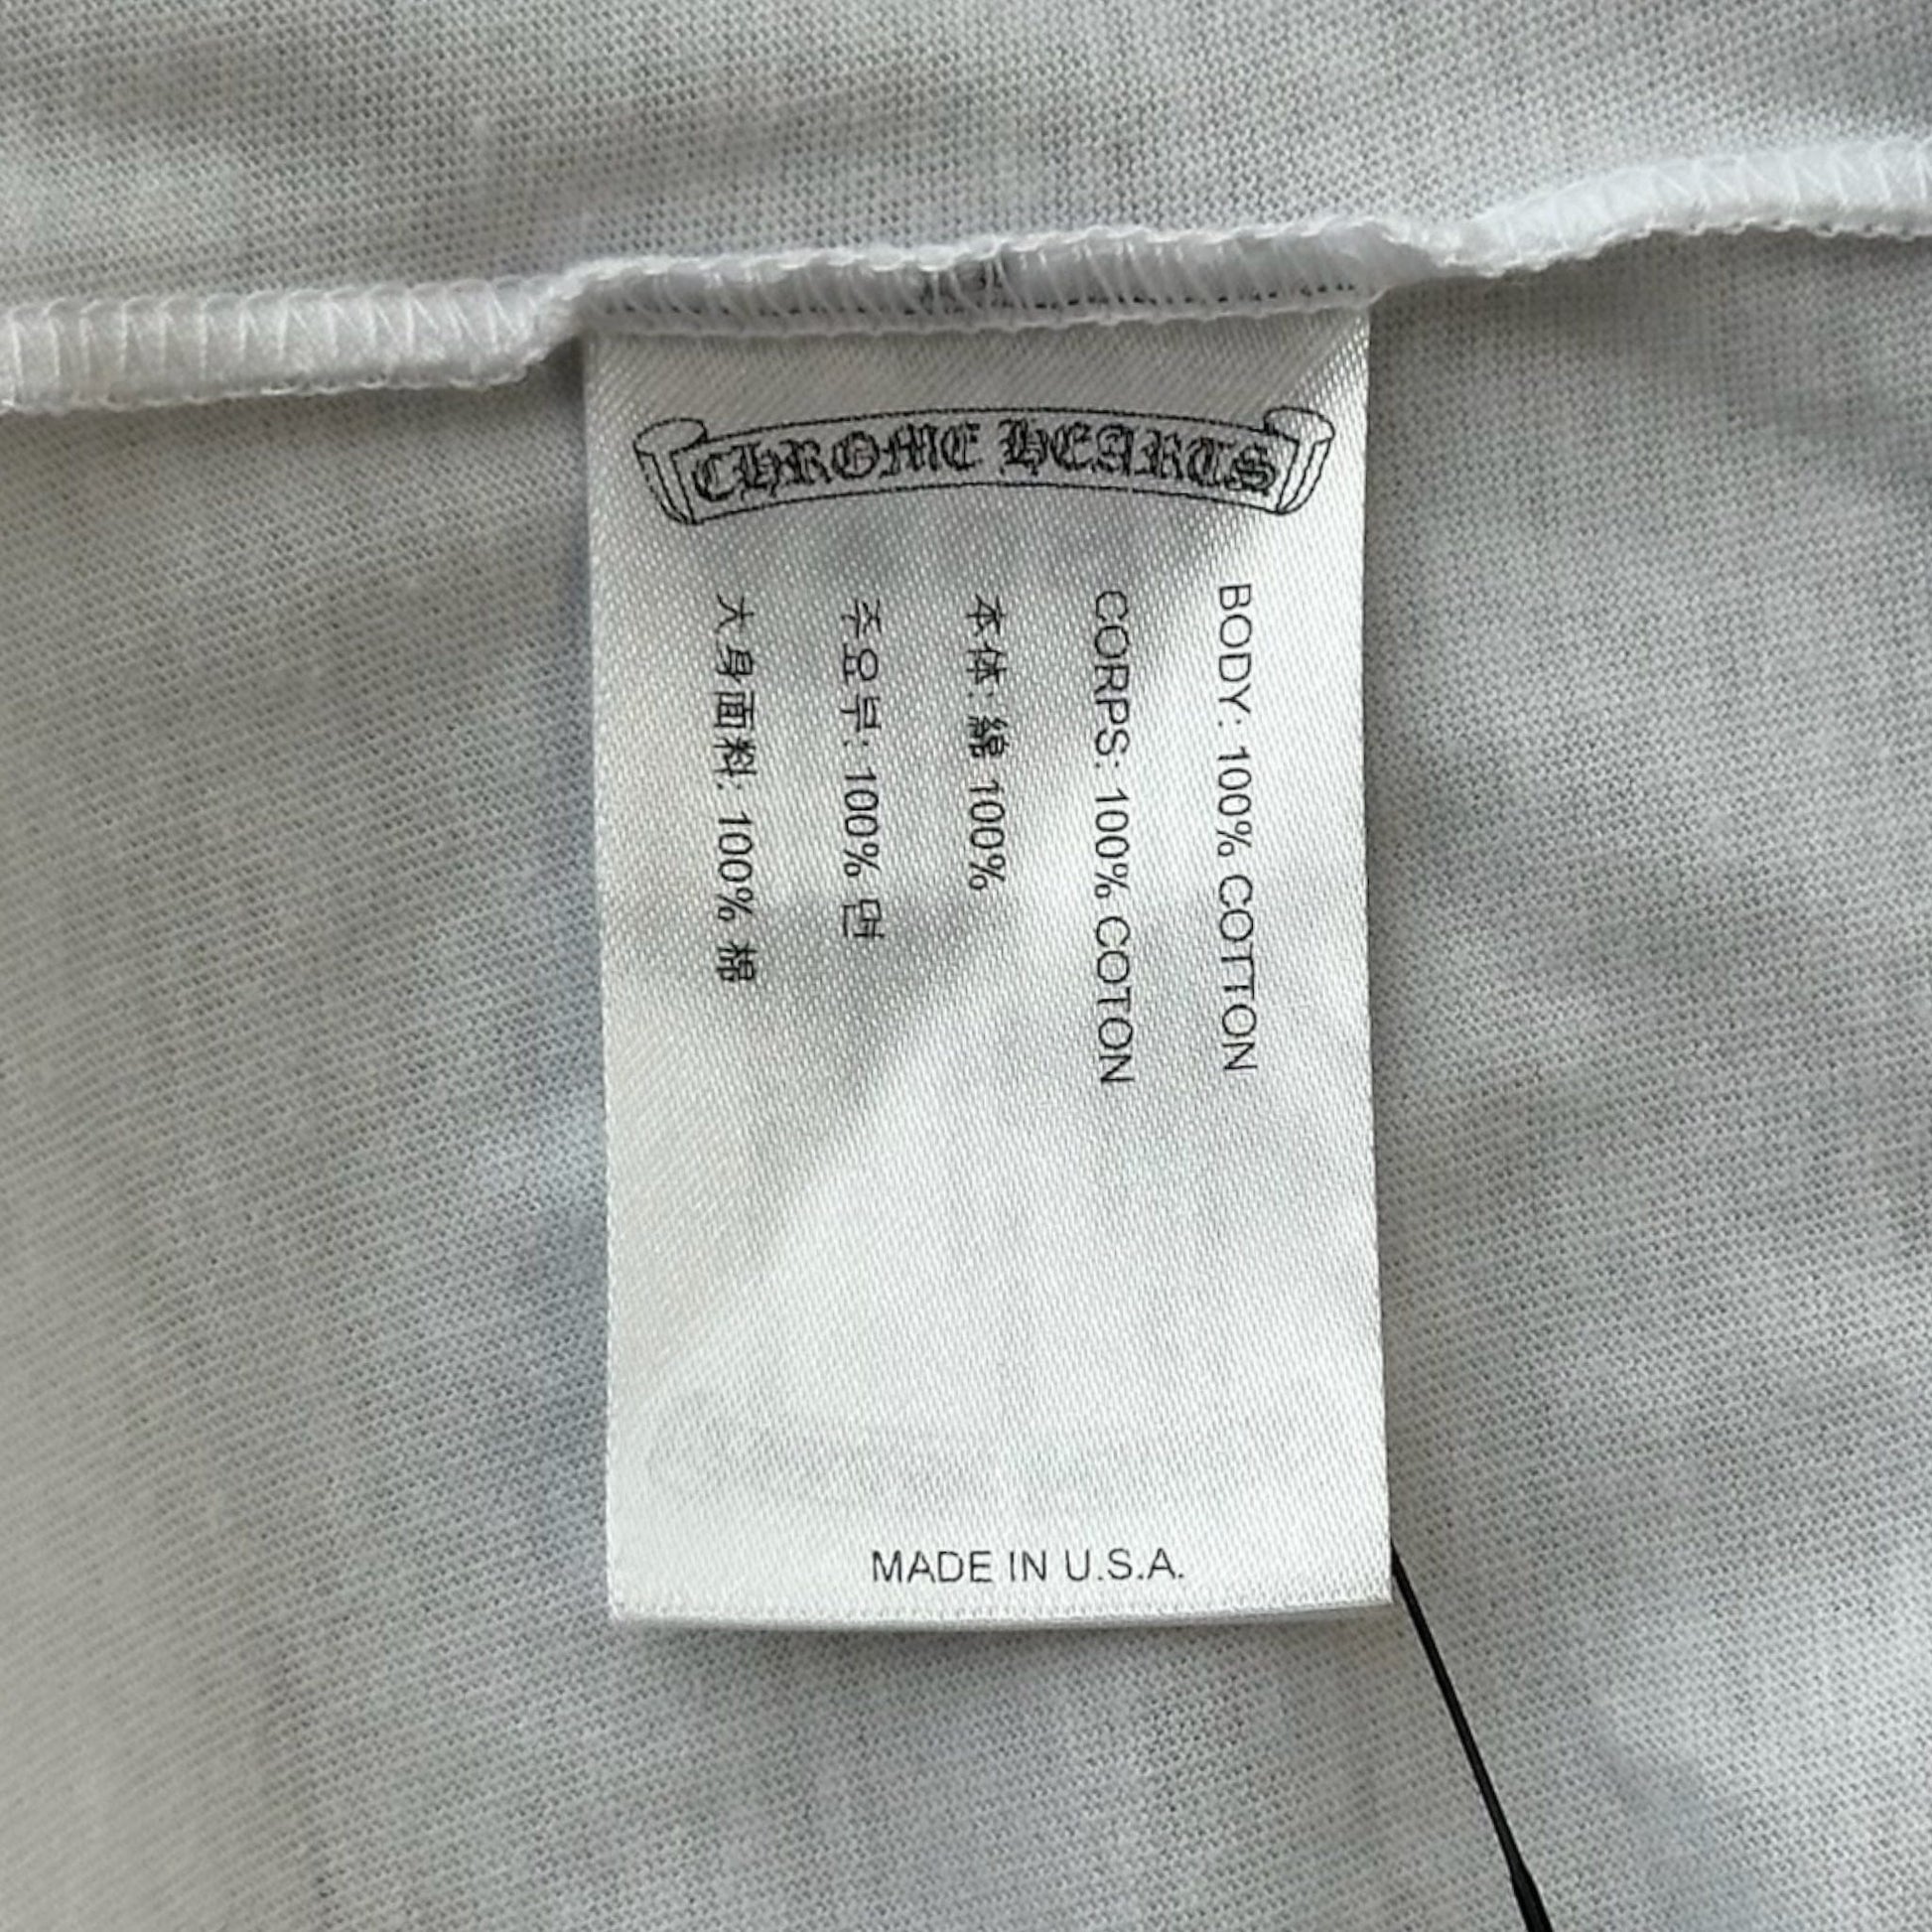 CHROME HEARTS
BODY: 100% COTTON
CORPS: 100% COTON
本体: 綿 100%
주요부: 100% 면
大身面料: 100% 棉
MADE IN U.S.A.